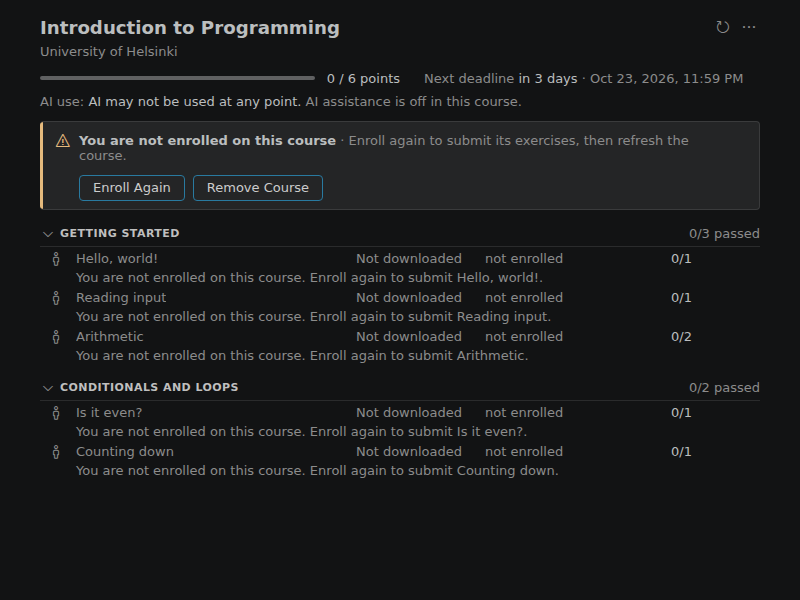 Introduction to Programming
University of Helsinki
0 / 6 points Next deadline in 3 days · Oct 23, 2026, 11:59 PM
AI use: AI may not be used at any point. AI assistance is off in this course.
You are not enrolled on this course · Enroll again to submit its exercises, then refresh the
course.
Enroll Again Remove Course
GETTING STARTED 0/3 passed
Hello, world! Not downloaded not enrolled 0/1
You are not enrolled on this course. Enroll again to submit Hello, world!.
Reading input Not downloaded not enrolled 0/1
You are not enrolled on this course. Enroll again to submit Reading input.
Arithmetic Not downloaded not enrolled 0/2
You are not enrolled on this course. Enroll again to submit Arithmetic.
CONDITIONALS AND LOOPS 0/2 passed
Is it even? Not downloaded not enrolled 0/1
You are not enrolled on this course. Enroll again to submit Is it even?.
Counting down Not downloaded not enrolled 0/1
You are not enrolled on this course. Enroll again to submit Counting down.